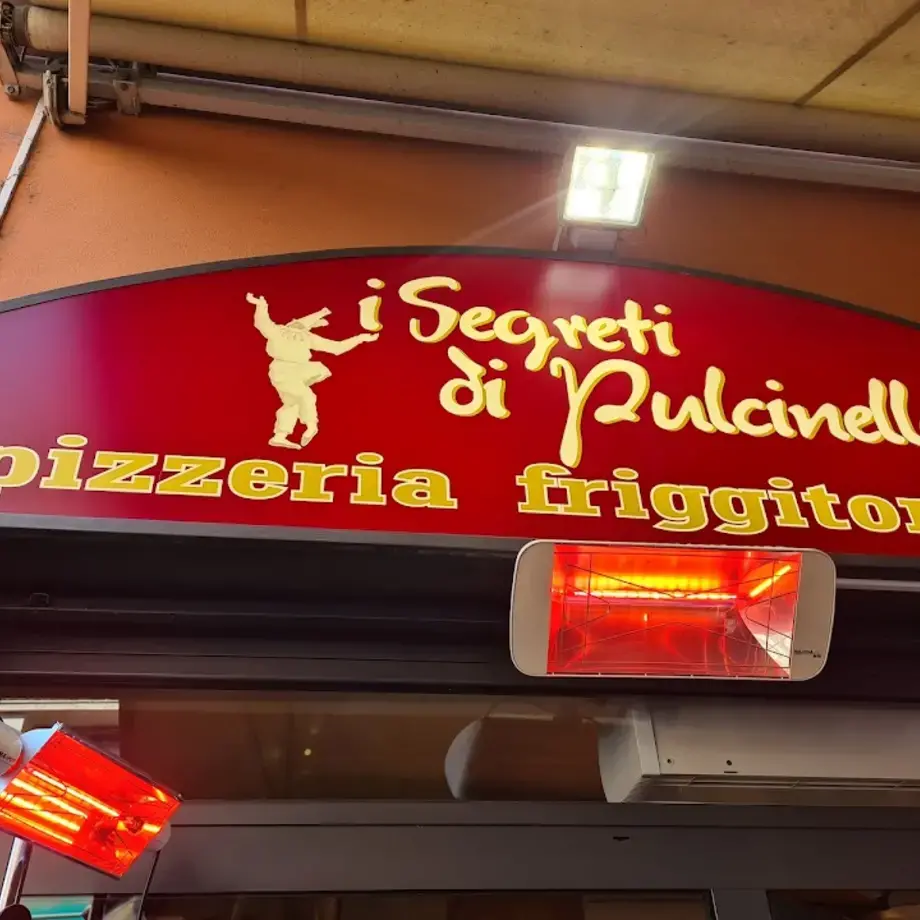 i Segreti
di Pulcinell
pizzeria friggitor